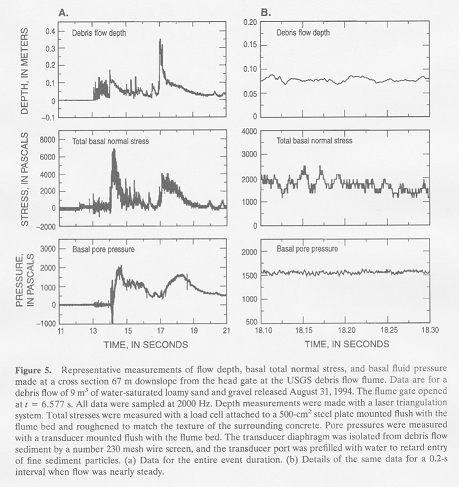 A.
B.
0.4
0.3
0.2
0.1
0
−0.1
DEPTH, IN METERS
Debris flow depth
0.20
0.15
0.10
0.05
0
Debris flow depth
8000
6000
4000
2000
0
−2000
STRESS, IN PASCALS
Total basal normal stress
4000
3000
2000
1000
0
Total basal normal stress
3000
2000
1000
0
−1000
PRESSURE,
IN PASCALS
Basal pore pressure
11 13 15 17 19 21
TIME, IN SECONDS
2000
1500
1000
500
Basal pore pressure
18.10 18.15 18.20 18.25 18.30
TIME, IN SECONDS
Figure 5. Representative measurements of flow depth, basal total normal stress, and basal fluid pressure
made at a cross section 67 m downslope from the head gate at the USGS debris flow flume. Data are for
a debris flow of 9 m³ of water-saturated loamy sand and gravel released August 31, 1994. The flume gate opened
at t = 6.577 s. All data were sampled at 2000 Hz. Depth measurements were made with a laser triangulation
system. Total stresses were measured with a load cell attached to a 500-cm² steel plate mounted flush with the
flume bed and roughened to match the texture of the surrounding concrete. Pore pressures were measured
with a transducer mounted flush with the flume bed. The transducer diaphragm was isolated from debris flow
sediment by a number 230 mesh wire screen, and the transducer port was prefilled with water to retard entry
of fine sediment particles. (a) Data for the entire event duration. (b) Details of the same data for a 0.2-s
interval when flow was nearly steady.